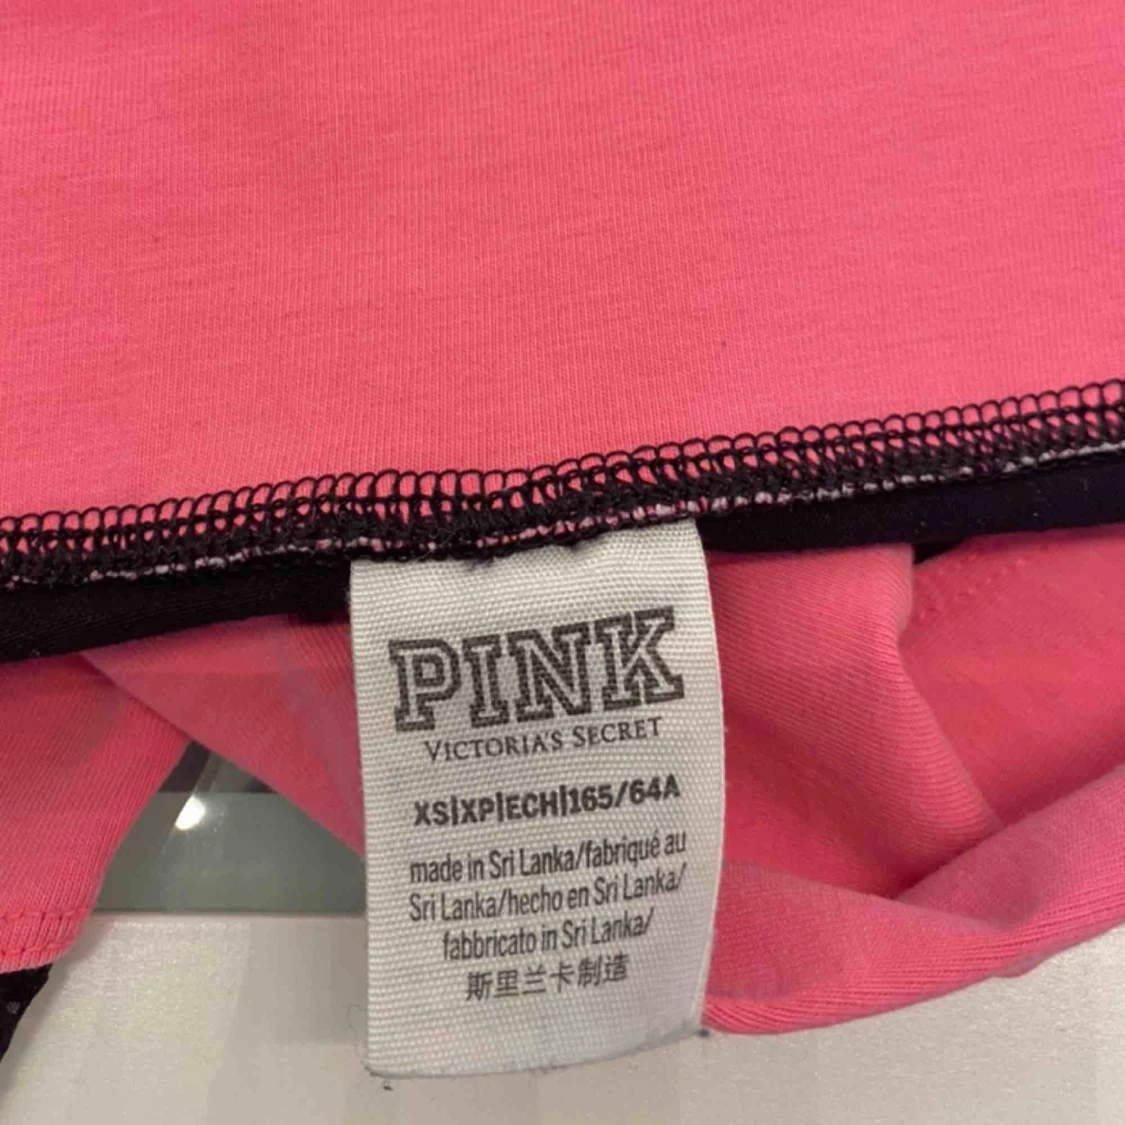 PINK
VICTORIA'S SECRET
XS|XP|ECH|165/64A
made in Sri Lanka/fabriqué au
Sri Lanka/hecho en Sri Lanka/
fabbricato in Sri Lanka/
斯里兰卡制造